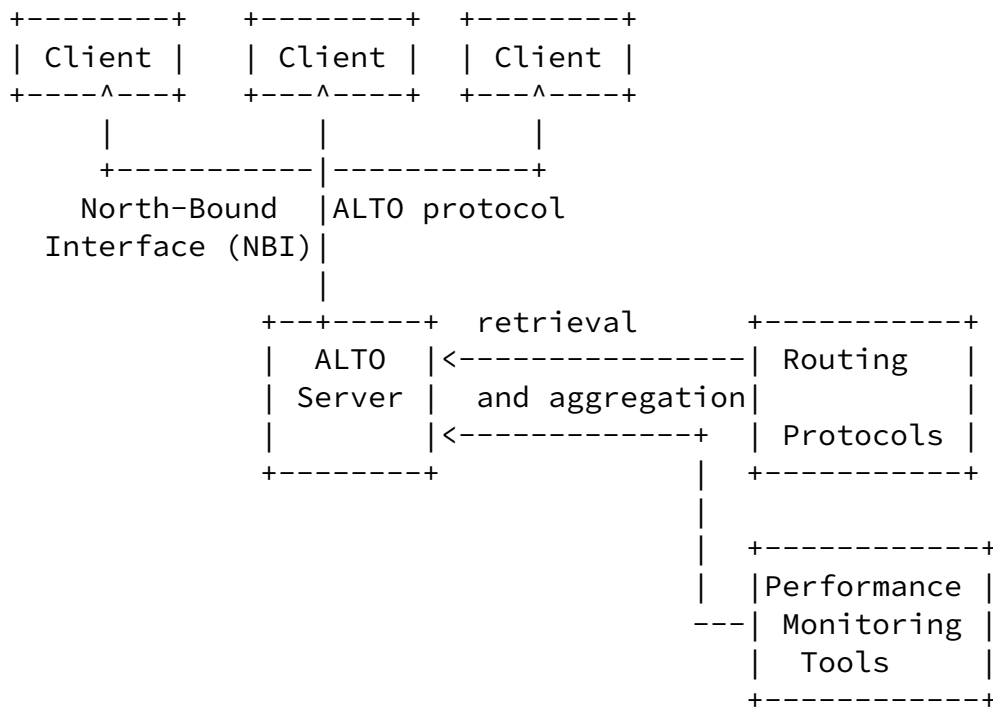 Client Client Client
North-Bound ALTO protocol
Interface (NBI)
retrieval
ALTO Routing
Server and aggregation
Protocols
Performance
Monitoring
Tools